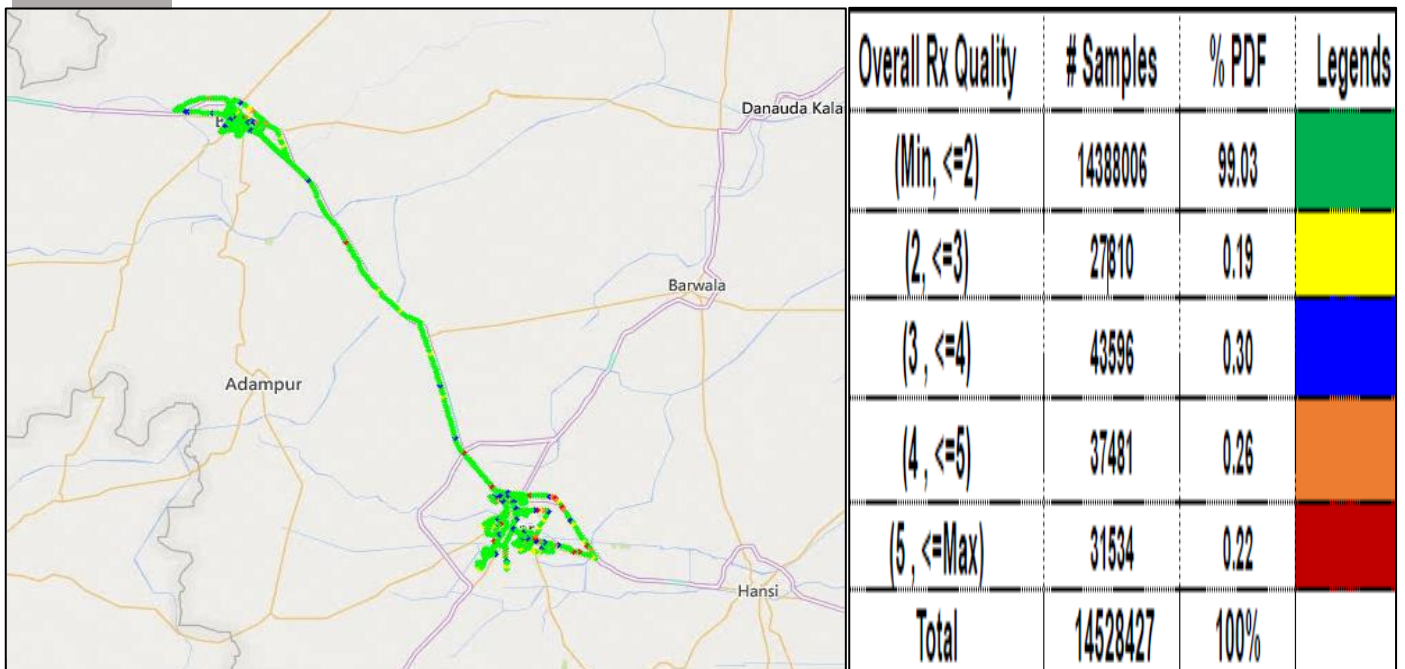 Danauda Kala
Barwala
Adampur
Hansi
Overall Rx Quality # Samples % PDF Legends
(Min, <=2) 14388006 99.03
(2, <=3) 27810 0.19
(3 , <=4) 43596 0.30
(4 , <=5) 37481 0.26
(5 , <=Max) 31534 0.22
Total 14528427 100%